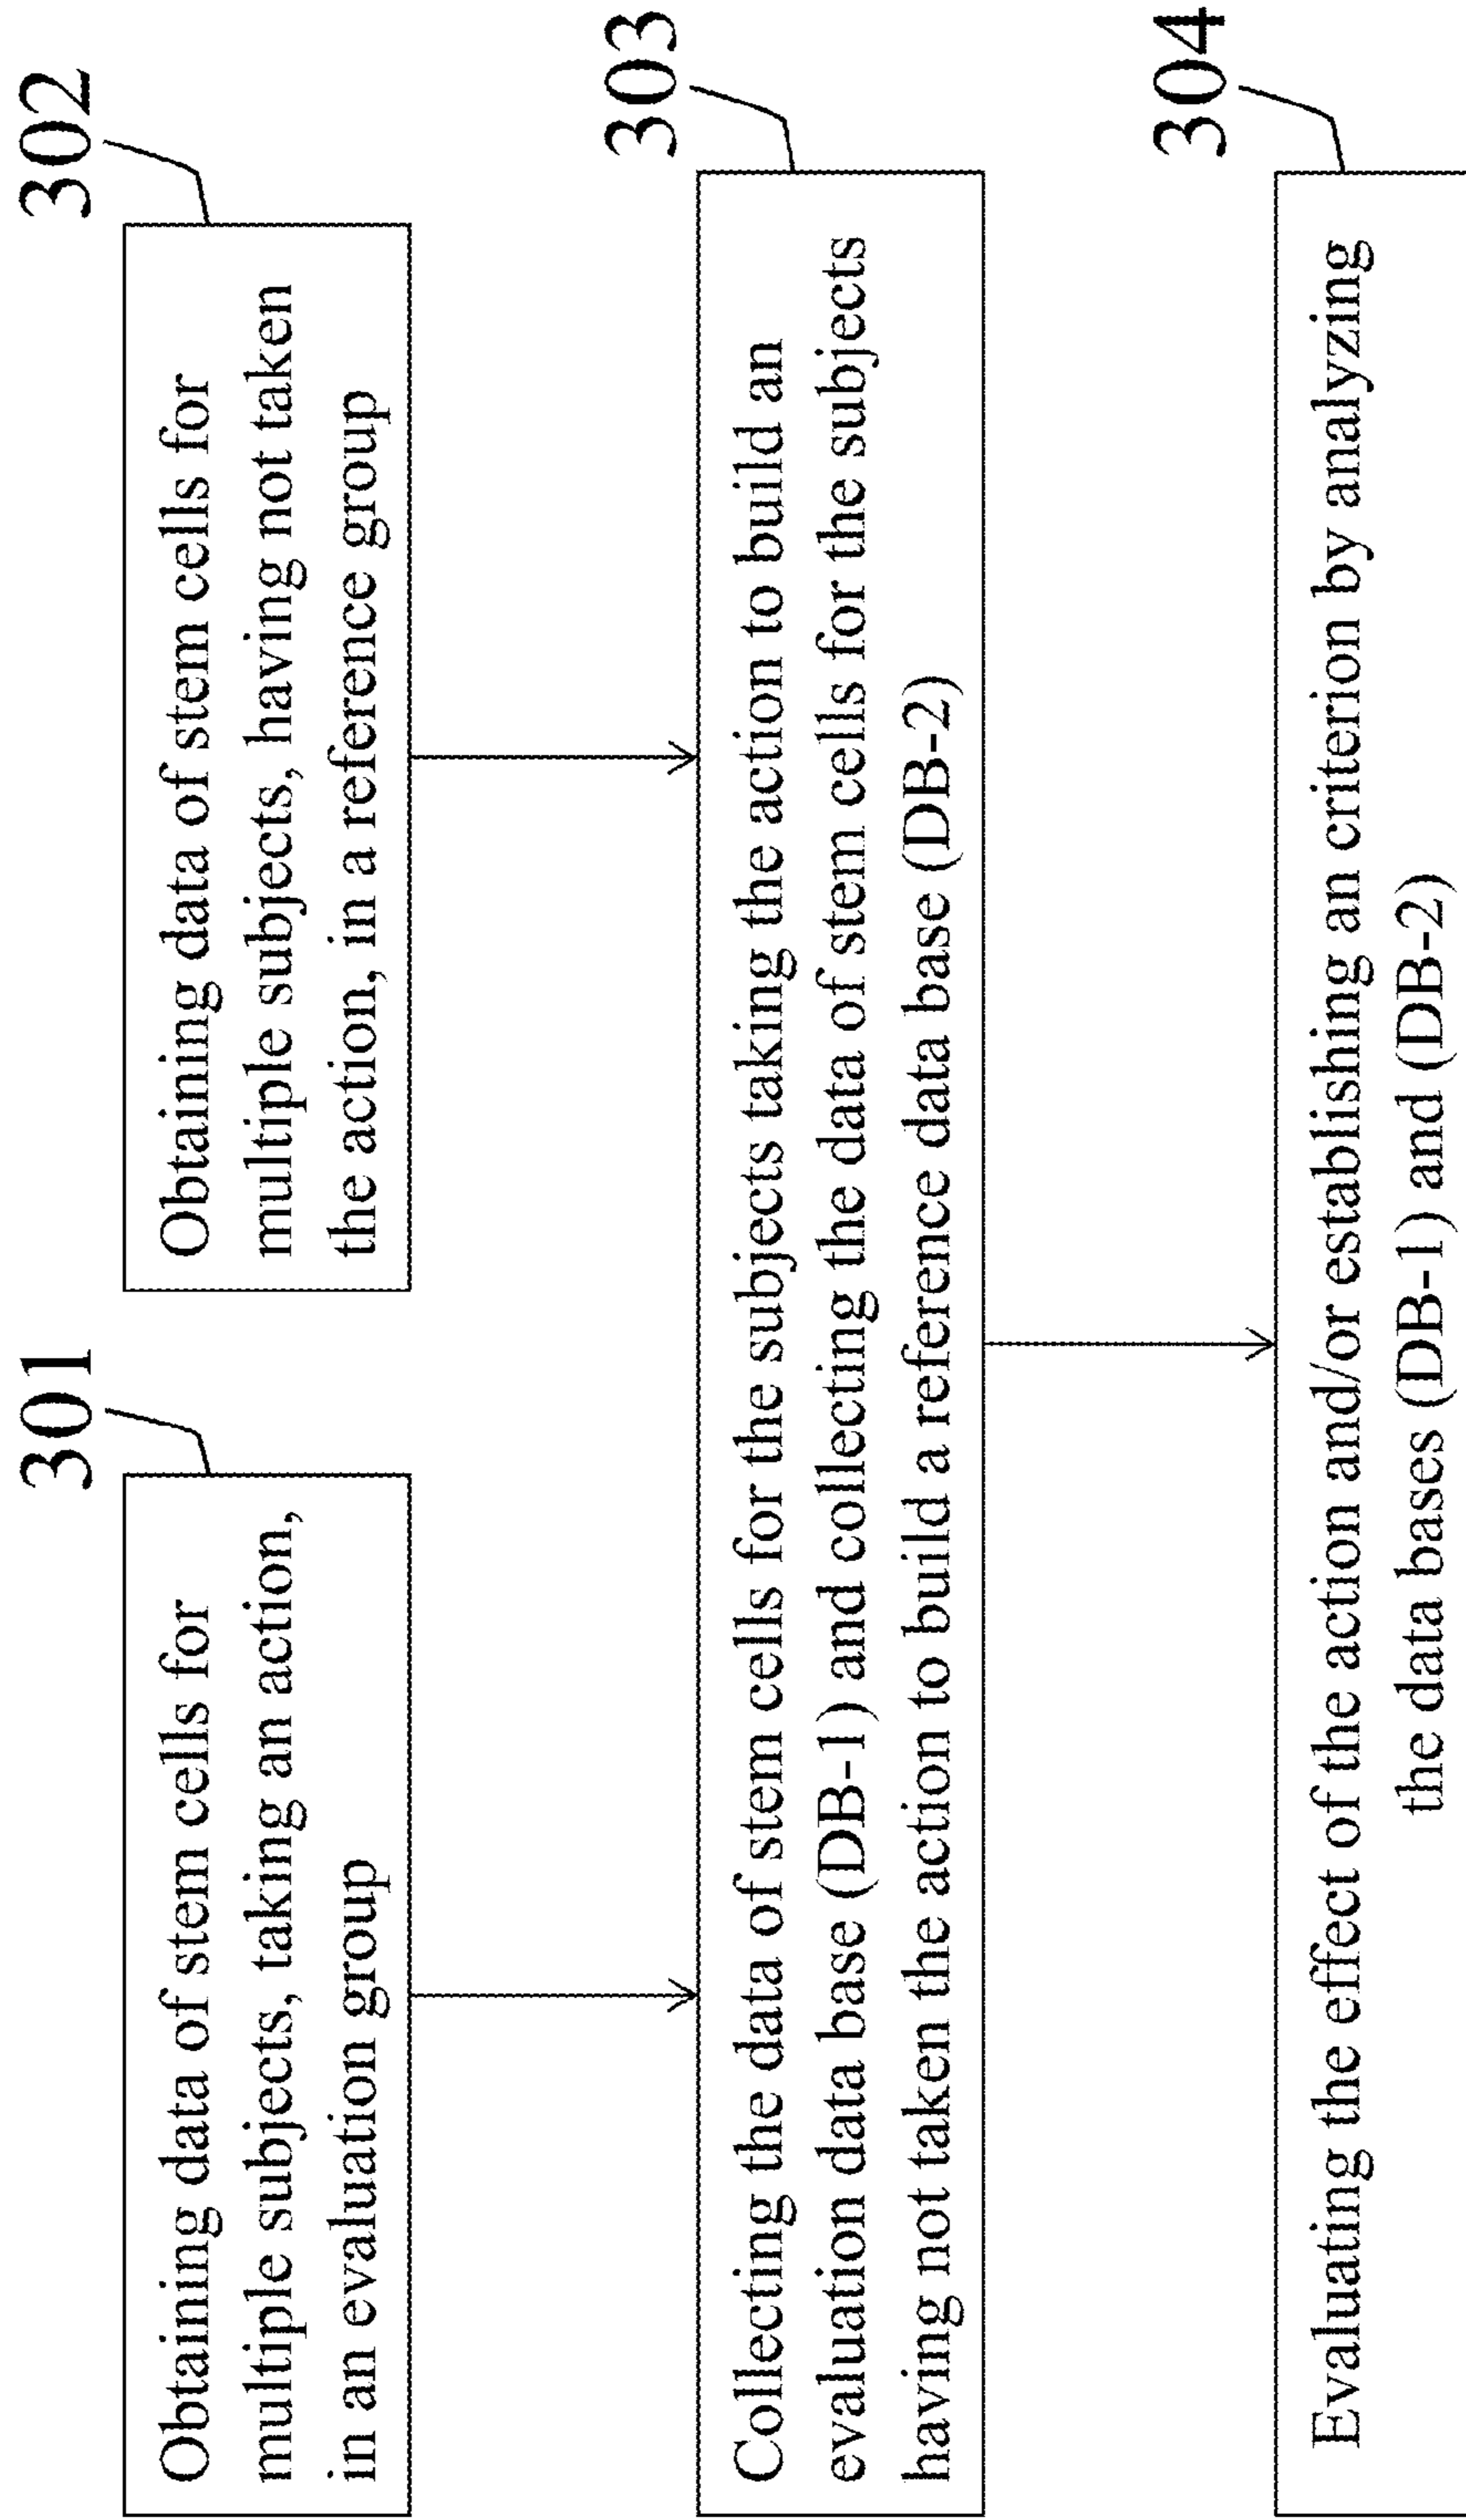 301
Obtaining data of stem cells for
multiple subjects, taking an action,
in an evaluation group
302
Obtaining data of stem cells for
multiple subjects, having not taken
the action, in a reference group
303
Collecting the data of stem cells for the subjects taking the action to build an
evaluation data base (DB-1) and collecting the data of stem cells for the subjects
having not taken the action to build a reference data base (DB-2)
304
Evaluating the effect of the action and/or establishing an criterion by analyzing
the data bases (DB-1) and (DB-2)